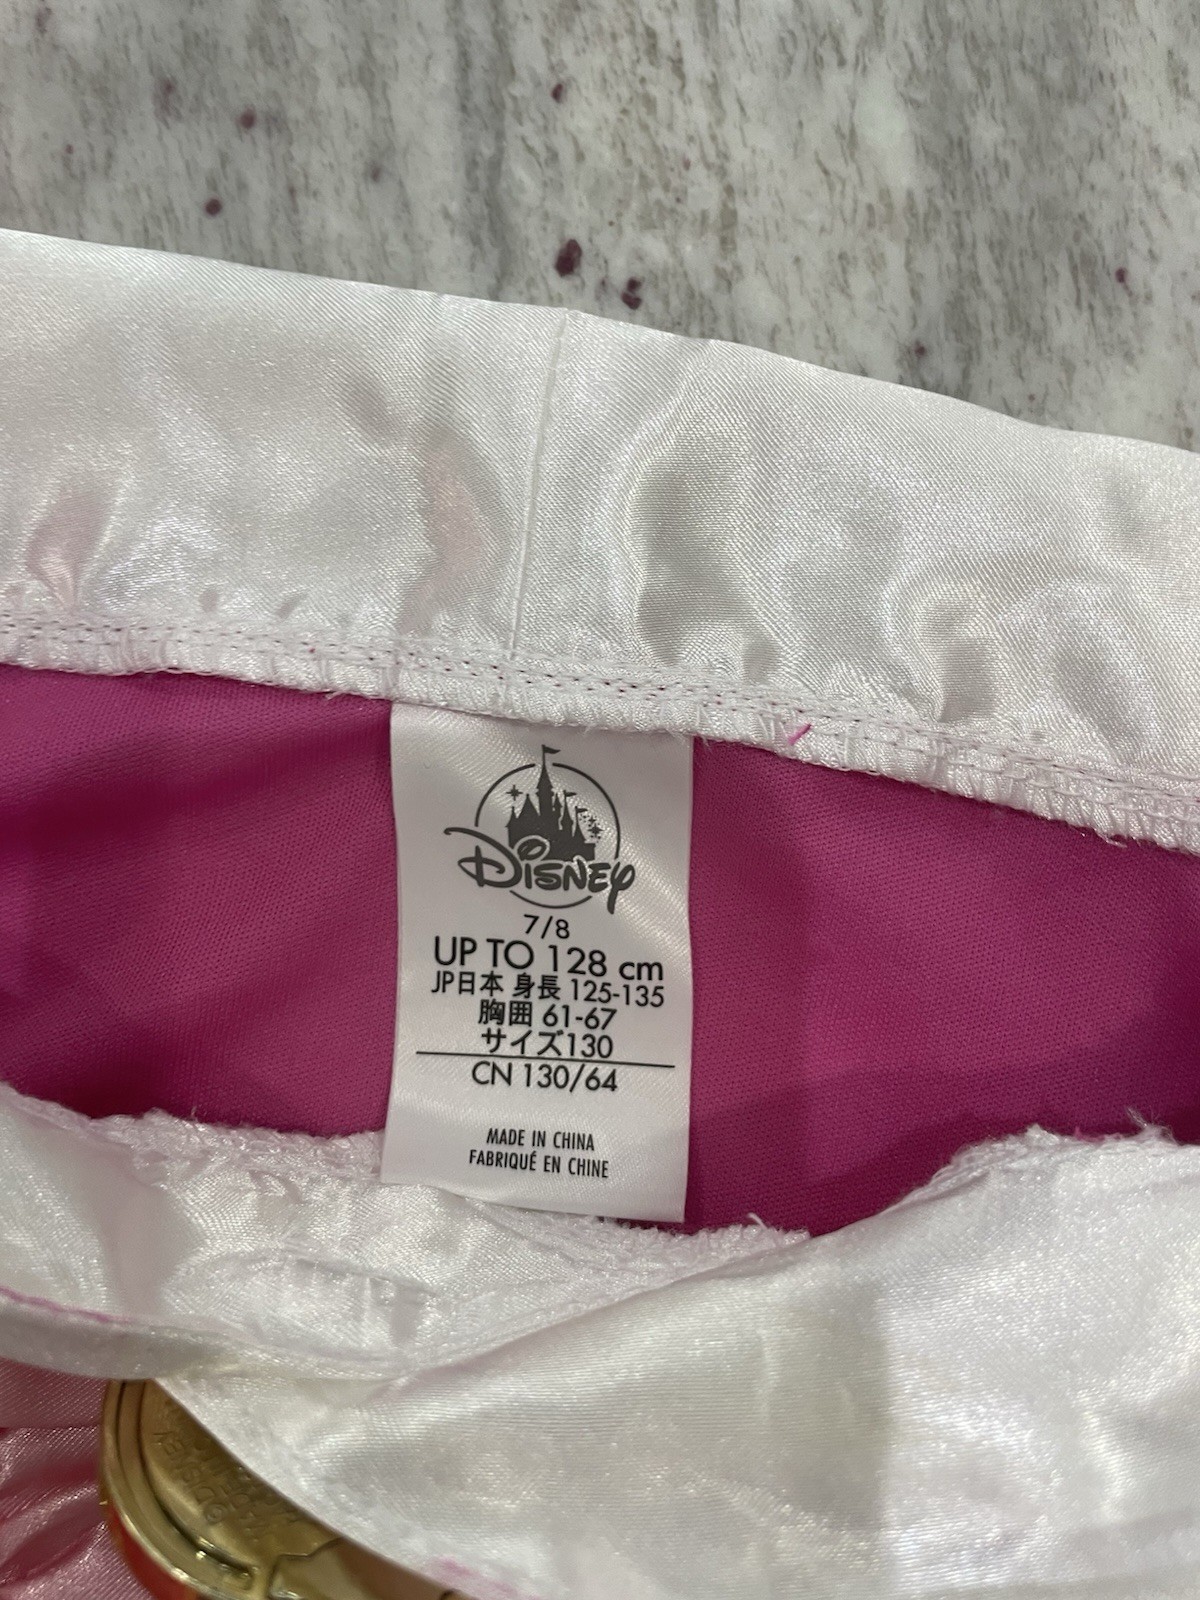 Disney
7/8
UP TO 128 cm
JP日本 身長 125-135
胸囲 61-67
サイズ130
CN 130/64
MADE IN CHINA
FABRIQUÉ EN CHINE
©DISNEY